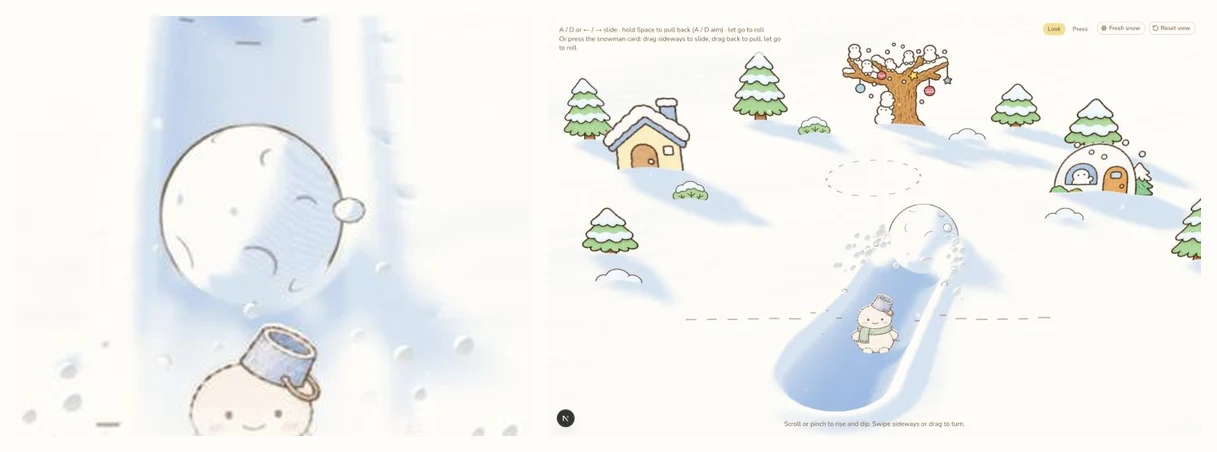 A / D or ← / → slide · hold Space to pull back (A / D aim) · let go to roll
Or press the snowman card: drag sideways to slide, drag back to pull, let go
to roll.
Look
Press
Fresh snow
Reset view
N
Scroll or pinch to rise and dip. Swipe sideways or drag to turn.